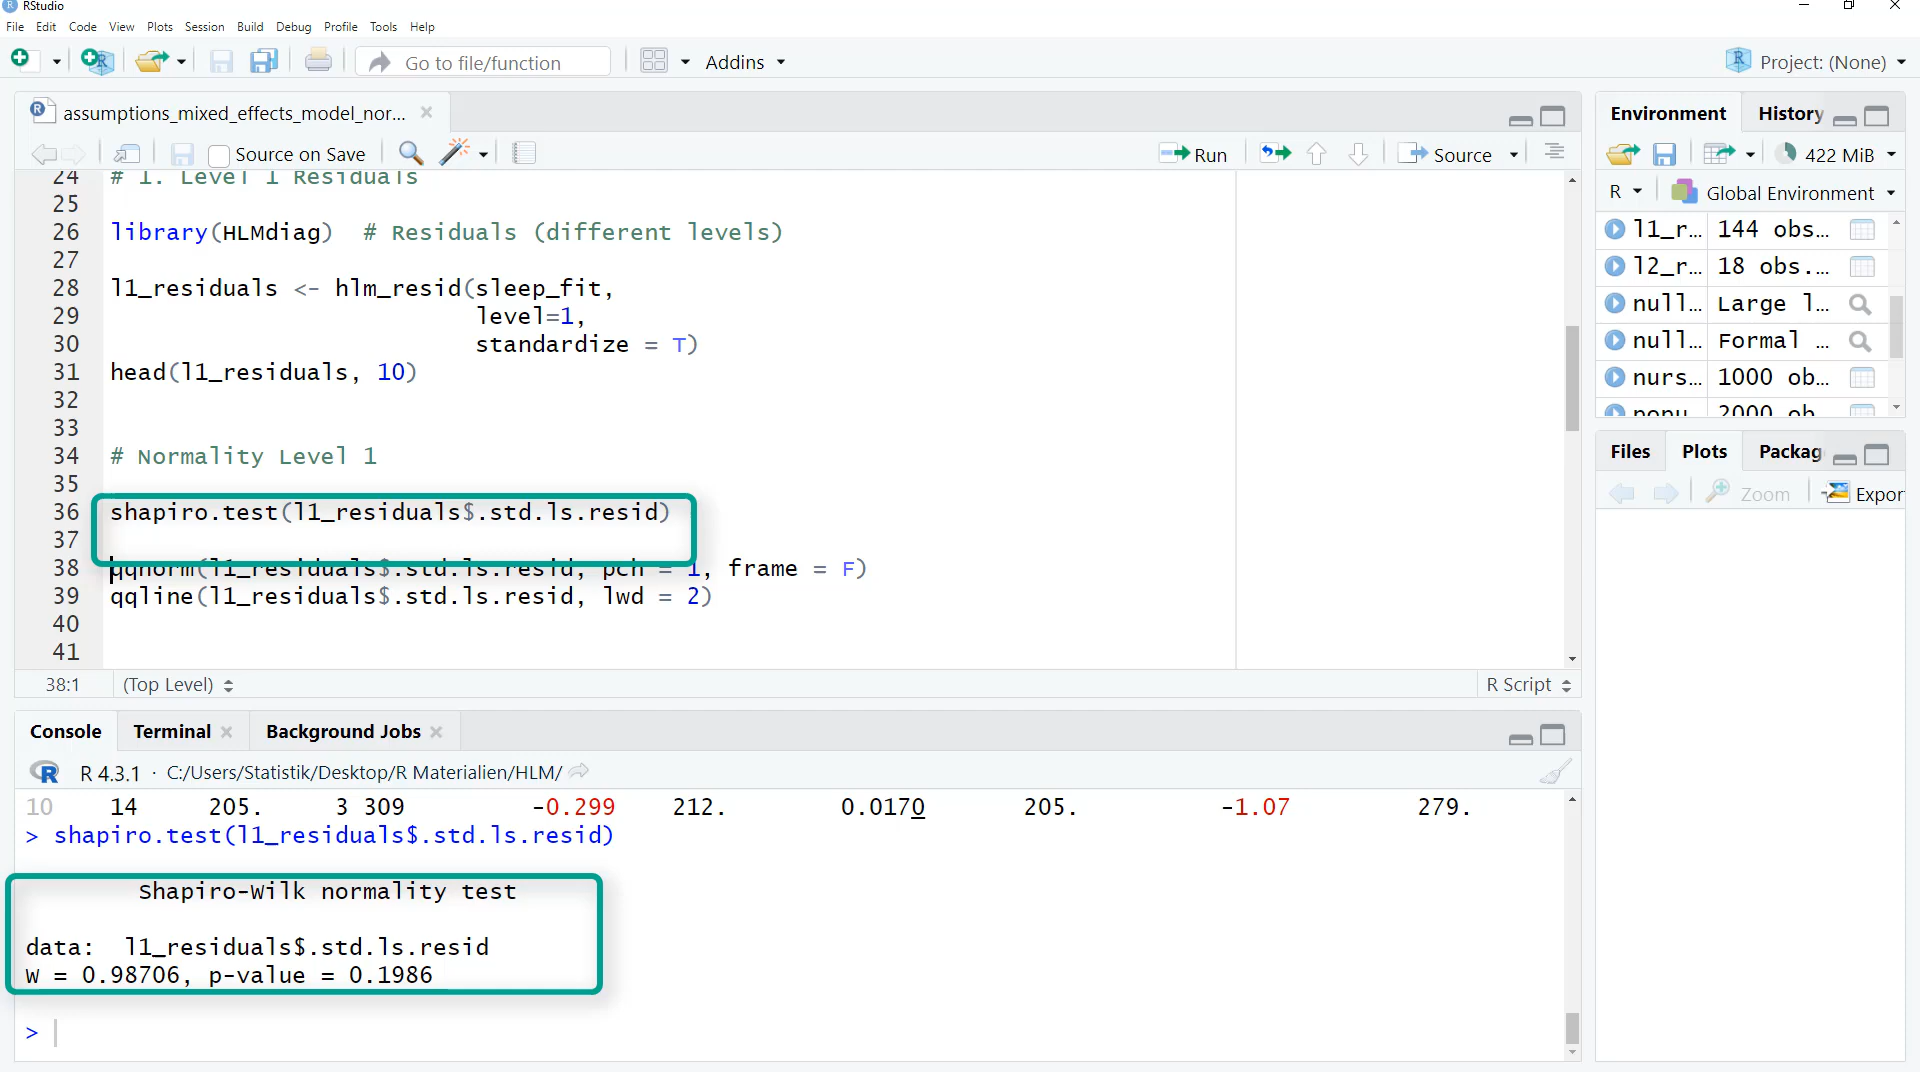 RStudio
File Edit Code View Plots Session Build Debug Profile Tools Help
Go to file/function
Addins
Project: (None)
assumptions_mixed_effects_model_nor...
Source on Save
Run
Source
24 # 1. Level 1 Residuals
25
26 library(HLMdiag)  # Residuals (different levels)
27
28 l1_residuals <- hlm_resid(sleep_fit,
29 level=1,
30 standardize = T)
31 head(l1_residuals, 10)
32
33
34 # Normality Level 1
35
36 shapiro.test(l1_residuals$.std.ls.resid)
37
38 qqnorm(l1_residuals$.std.ls.resid, pch = 1, frame = F)
39 qqline(l1_residuals$.std.ls.resid, lwd = 2)
40
41
38:1 (Top Level) R Script
Console Terminal Background Jobs
R 4.3.1 · C:/Users/Statistik/Desktop/R Materialien/HLM/
10 14 205. 3 309 -0.299 212. 0.0170 205. -1.07 279.
> shapiro.test(l1_residuals$.std.ls.resid)
Shapiro-Wilk normality test
data:  l1_residuals$.std.ls.resid
W = 0.98706, p-value = 0.1986
>
Environment History
422 MiB
R Global Environment
l1_r... 144 obs...
l2_r... 18 obs....
null... Large l...
null... Formal ...
nurs... 1000 ob...
popu... 2000 ob...
Files Plots Packag
Zoom Expor